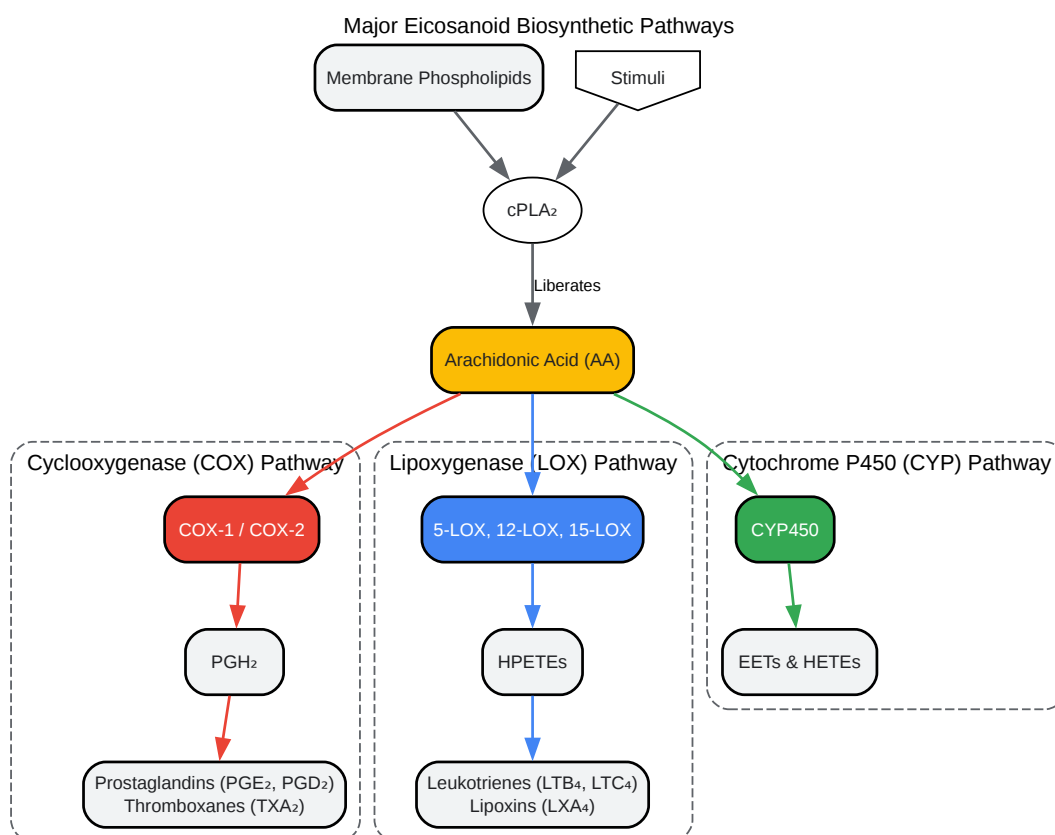 Major Eicosanoid Biosynthetic Pathways
Membrane Phospholipids
Stimuli
cPLA₂
Liberates
Arachidonic Acid (AA)
Cyclooxygenase (COX) Pathway
Lipoxygenase (LOX) Pathway
Cytochrome P450 (CYP) Pathway
COX-1 / COX-2
5-LOX, 12-LOX, 15-LOX
CYP450
PGH₂
HPETEs
EETs & HETEs
Prostaglandins (PGE₂, PGD₂)
Thromboxanes (TXA₂)
Leukotrienes (LTB₄, LTC₄)
Lipoxins (LXA₄)